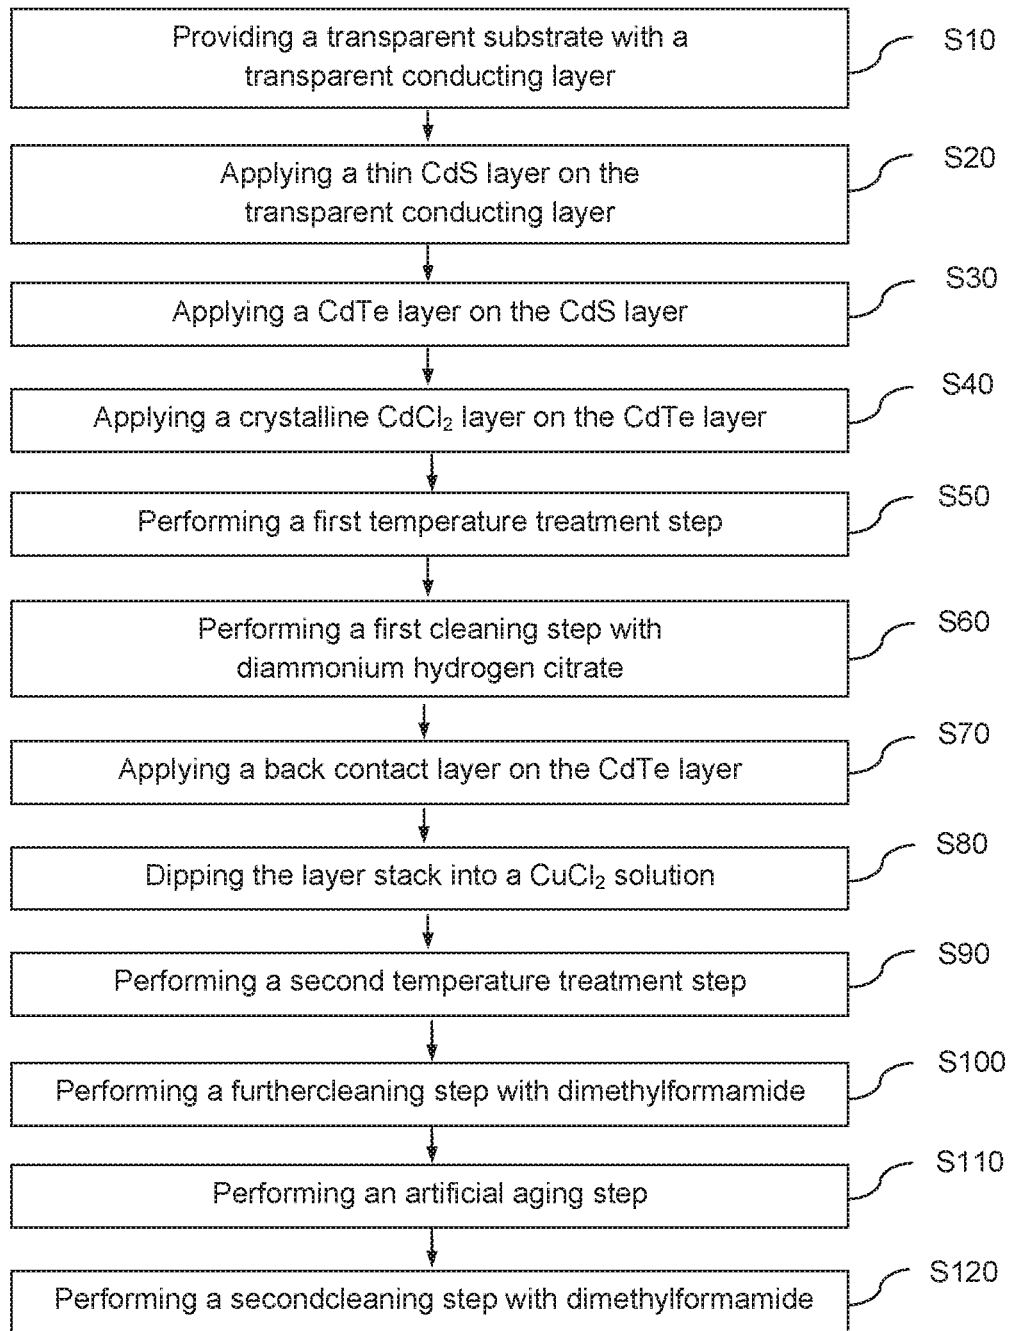 Providing a transparent substrate with a
transparent conducting layer
S10
Applying a thin CdS layer on the
transparent conducting layer
S20
Applying a CdTe layer on the CdS layer
S30
Applying a crystalline CdCl₂ layer on the CdTe layer
S40
Performing a first temperature treatment step
S50
Performing a first cleaning step with
diammonium hydrogen citrate
S60
Applying a back contact layer on the CdTe layer
S70
Dipping the layer stack into a CuCl₂ solution
S80
Performing a second temperature treatment step
S90
Performing a furthercleaning step with dimethylformamide
S100
Performing an artificial aging step
S110
Performing a secondcleaning step with dimethylformamide
S120